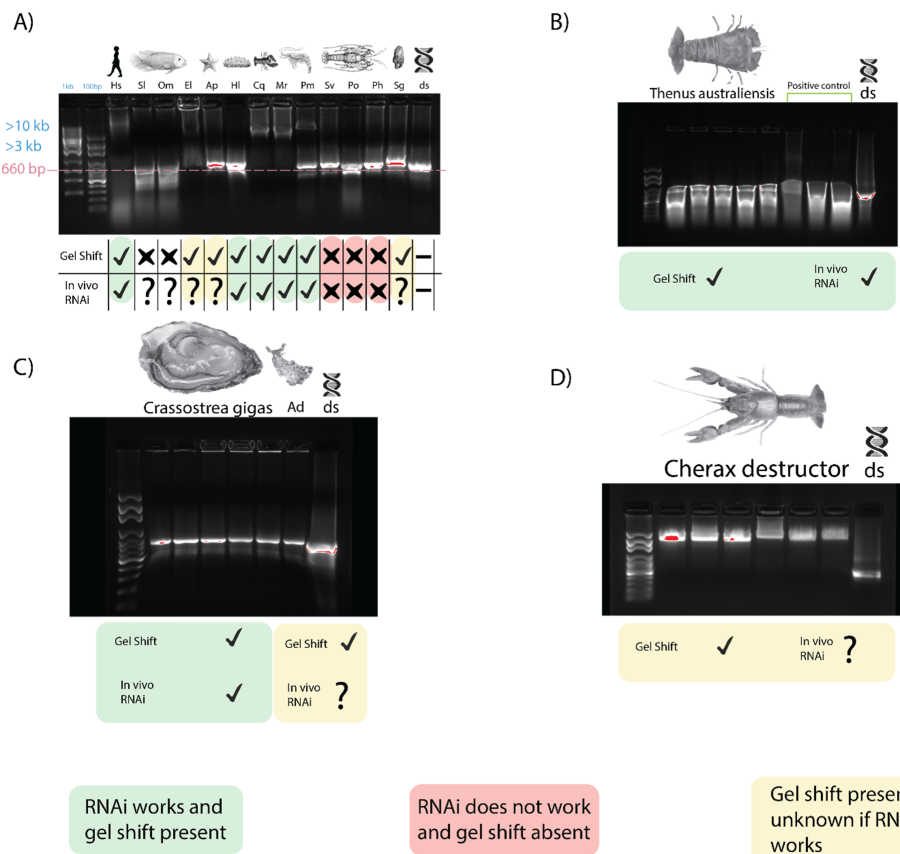 A)
Hs Sl Om El Ap Hl Cq Mr Pm Sv Po Ph Sg ds
1kb 100bp
>10 kb
>3 kb
660 bp
Gel Shift
In vivo
RNAi
? ? ? ? ?
B)
Thenus australiensis
Positive control
ds
Gel Shift
In vivo
RNAi
C)
Crassostrea gigas
Ad
ds
Gel Shift
In vivo
RNAi
Gel Shift
In vivo
RNAi
?
D)
Cherax destructor
ds
Gel Shift
In vivo
RNAi
?
RNAi works and
gel shift present
RNAi does not work
and gel shift absent
Gel shift presen
unknown if RN
works